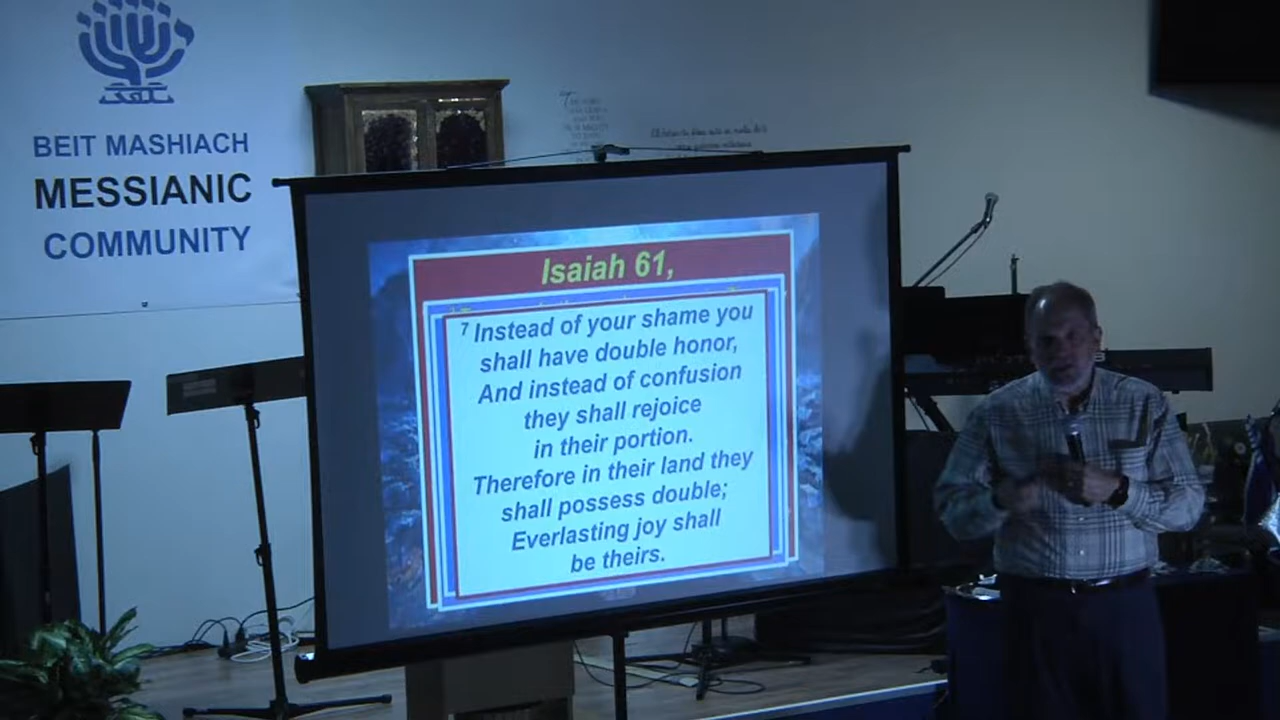 BEIT MASHIACH
MESSIANIC
COMMUNITY
Isaiah 61,
7 Instead of your shame you
shall have double honor,
And instead of confusion
they shall rejoice
in their portion.
Therefore in their land they
shall possess double;
Everlasting joy shall
be theirs.